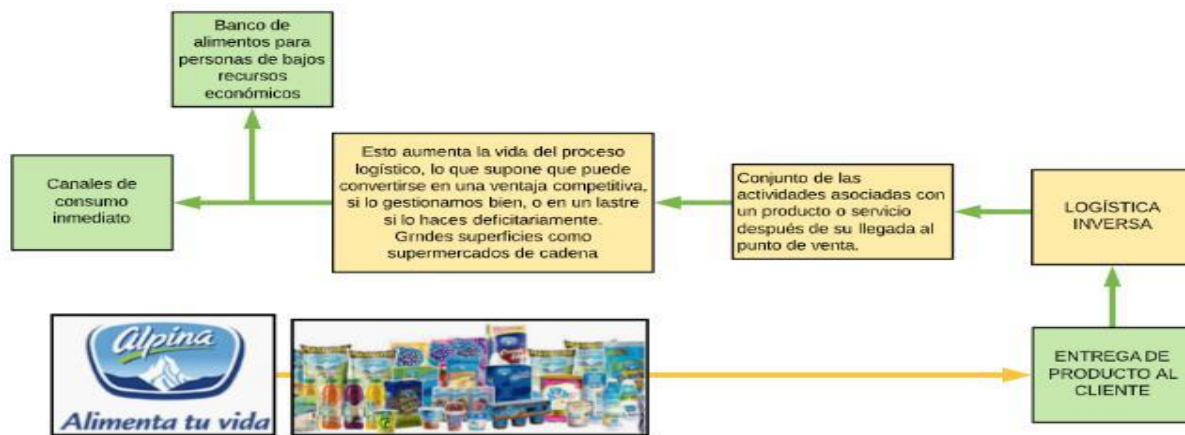 Banco de
alimentos para
personas de bajos
recursos
económicos
Canales de
consumo
inmediato
Esto aumenta la vida del proceso
logístico, lo que supone que puede
convertirse en una ventaja competitiva,
si lo gestionamos bien, o en un lastre
si lo haces deficitariamente.
Grndes superficies como
supermercados de cadena
Conjunto de las
actividades asociadas con
un producto o servicio
después de su llegada al
punto de venta.
LOGÍSTICA
INVERSA
alpina
Alimenta tu vida
ENTREGA DE
PRODUCTO AL
CLIENTE